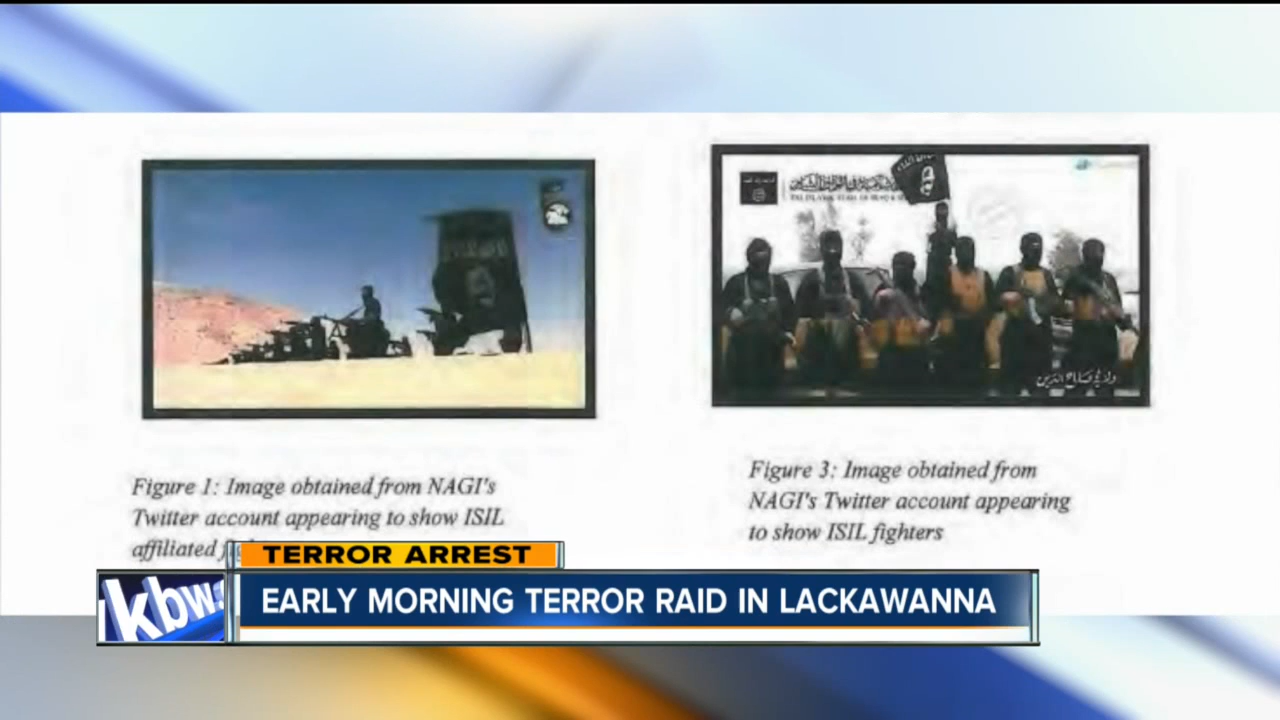 Figure 1: Image obtained from NAGI's
Twitter account appearing to show ISIL
affiliated
Figure 3: Image obtained from
NAGI's Twitter account appearing
to show ISIL fighters
TERROR ARREST
kbw
EARLY MORNING TERROR RAID IN LACKAWANNA